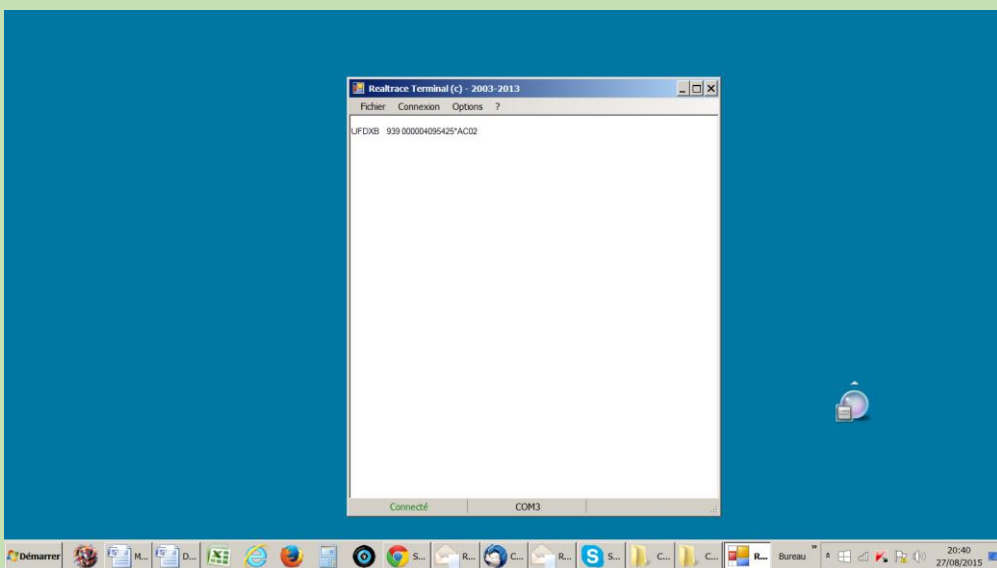 Realtrace Terminal (c) - 2003-2013
Fichier Connexion Options ?
UFDXB 939 000004095425*AC02
Connecté COM3
Démarrer M... D... S... R... C... R... S... C... C... R... Bureau » 20:40
27/08/2015